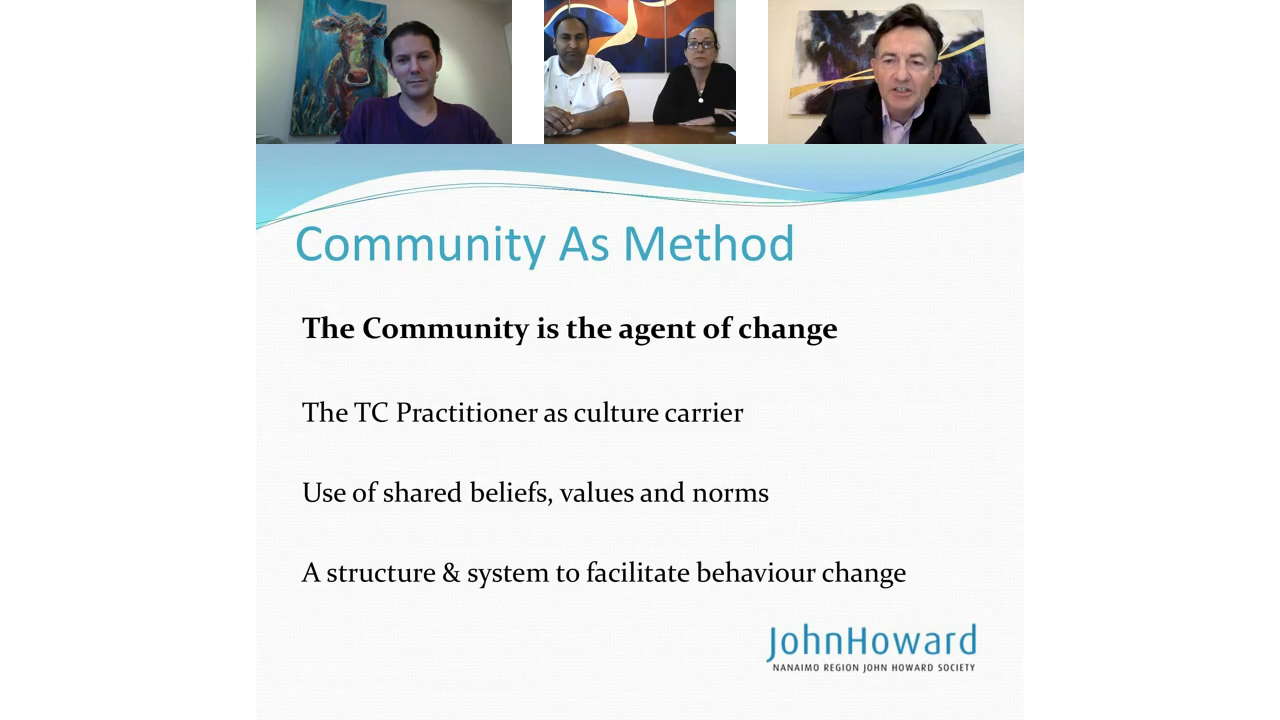 Community As Method
The Community is the agent of change
The TC Practitioner as culture carrier
Use of shared beliefs, values and norms
A structure & system to facilitate behaviour change
JohnHoward
NANAIMO REGION JOHN HOWARD SOCIETY